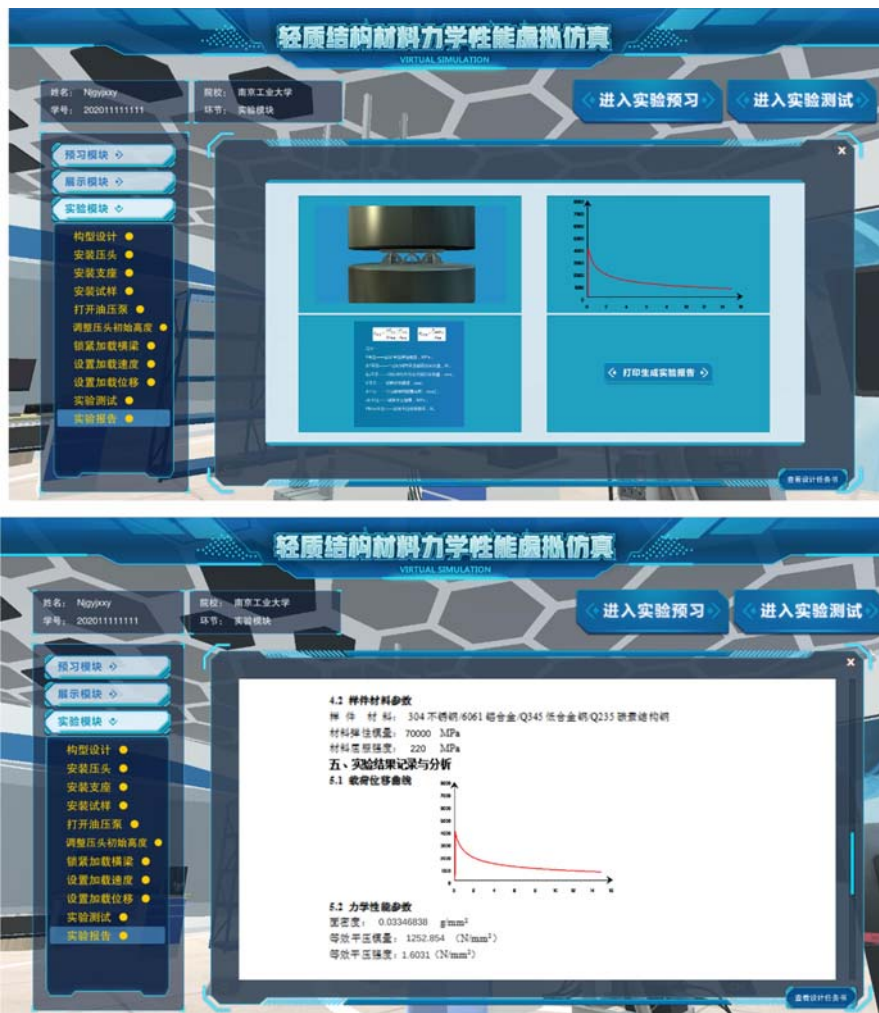 轻质结构材料力学性能虚拟仿真
VIRTUAL SIMULATION
姓名： Njgyjxxy
学号： 202011111111
院校： 南京工业大学
环节： 实验模块
进入实验预习
进入实验测试
预习模块
展示模块
实验模块
构型设计
安装压头
安装支座
安装试样
打开油压泵
调整压头初始高度
锁紧加载横梁
设置加载速度
设置加载位移
实验测试
实验报告
打印生成实验报告
查看设计任务书
轻质结构材料力学性能虚拟仿真
VIRTUAL SIMULATION
姓名： Njgyjxxy
学号： 202011111111
院校： 南京工业大学
环节： 实验模块
进入实验预习
进入实验测试
预习模块
展示模块
实验模块
构型设计
安装压头
安装支座
安装试样
打开油压泵
调整压头初始高度
锁紧加载横梁
设置加载速度
设置加载位移
实验测试
实验报告
4.2 样件材料参数
样 件 材 料： 304不锈钢/6061铝合金/Q345低合金钢/Q235碳素结构钢
材料弹性模量： 70000 MPa
材料屈服强度： 220 MPa
五、实验结果记录与分析
5.1 载荷位移曲线
5.2 力学性能参数
面密度： 0.03346838 g/mm²
等效平压模量： 1252.854 （N/mm²）
等效平压强度：1.6031（N/mm²）
查看设计任务书